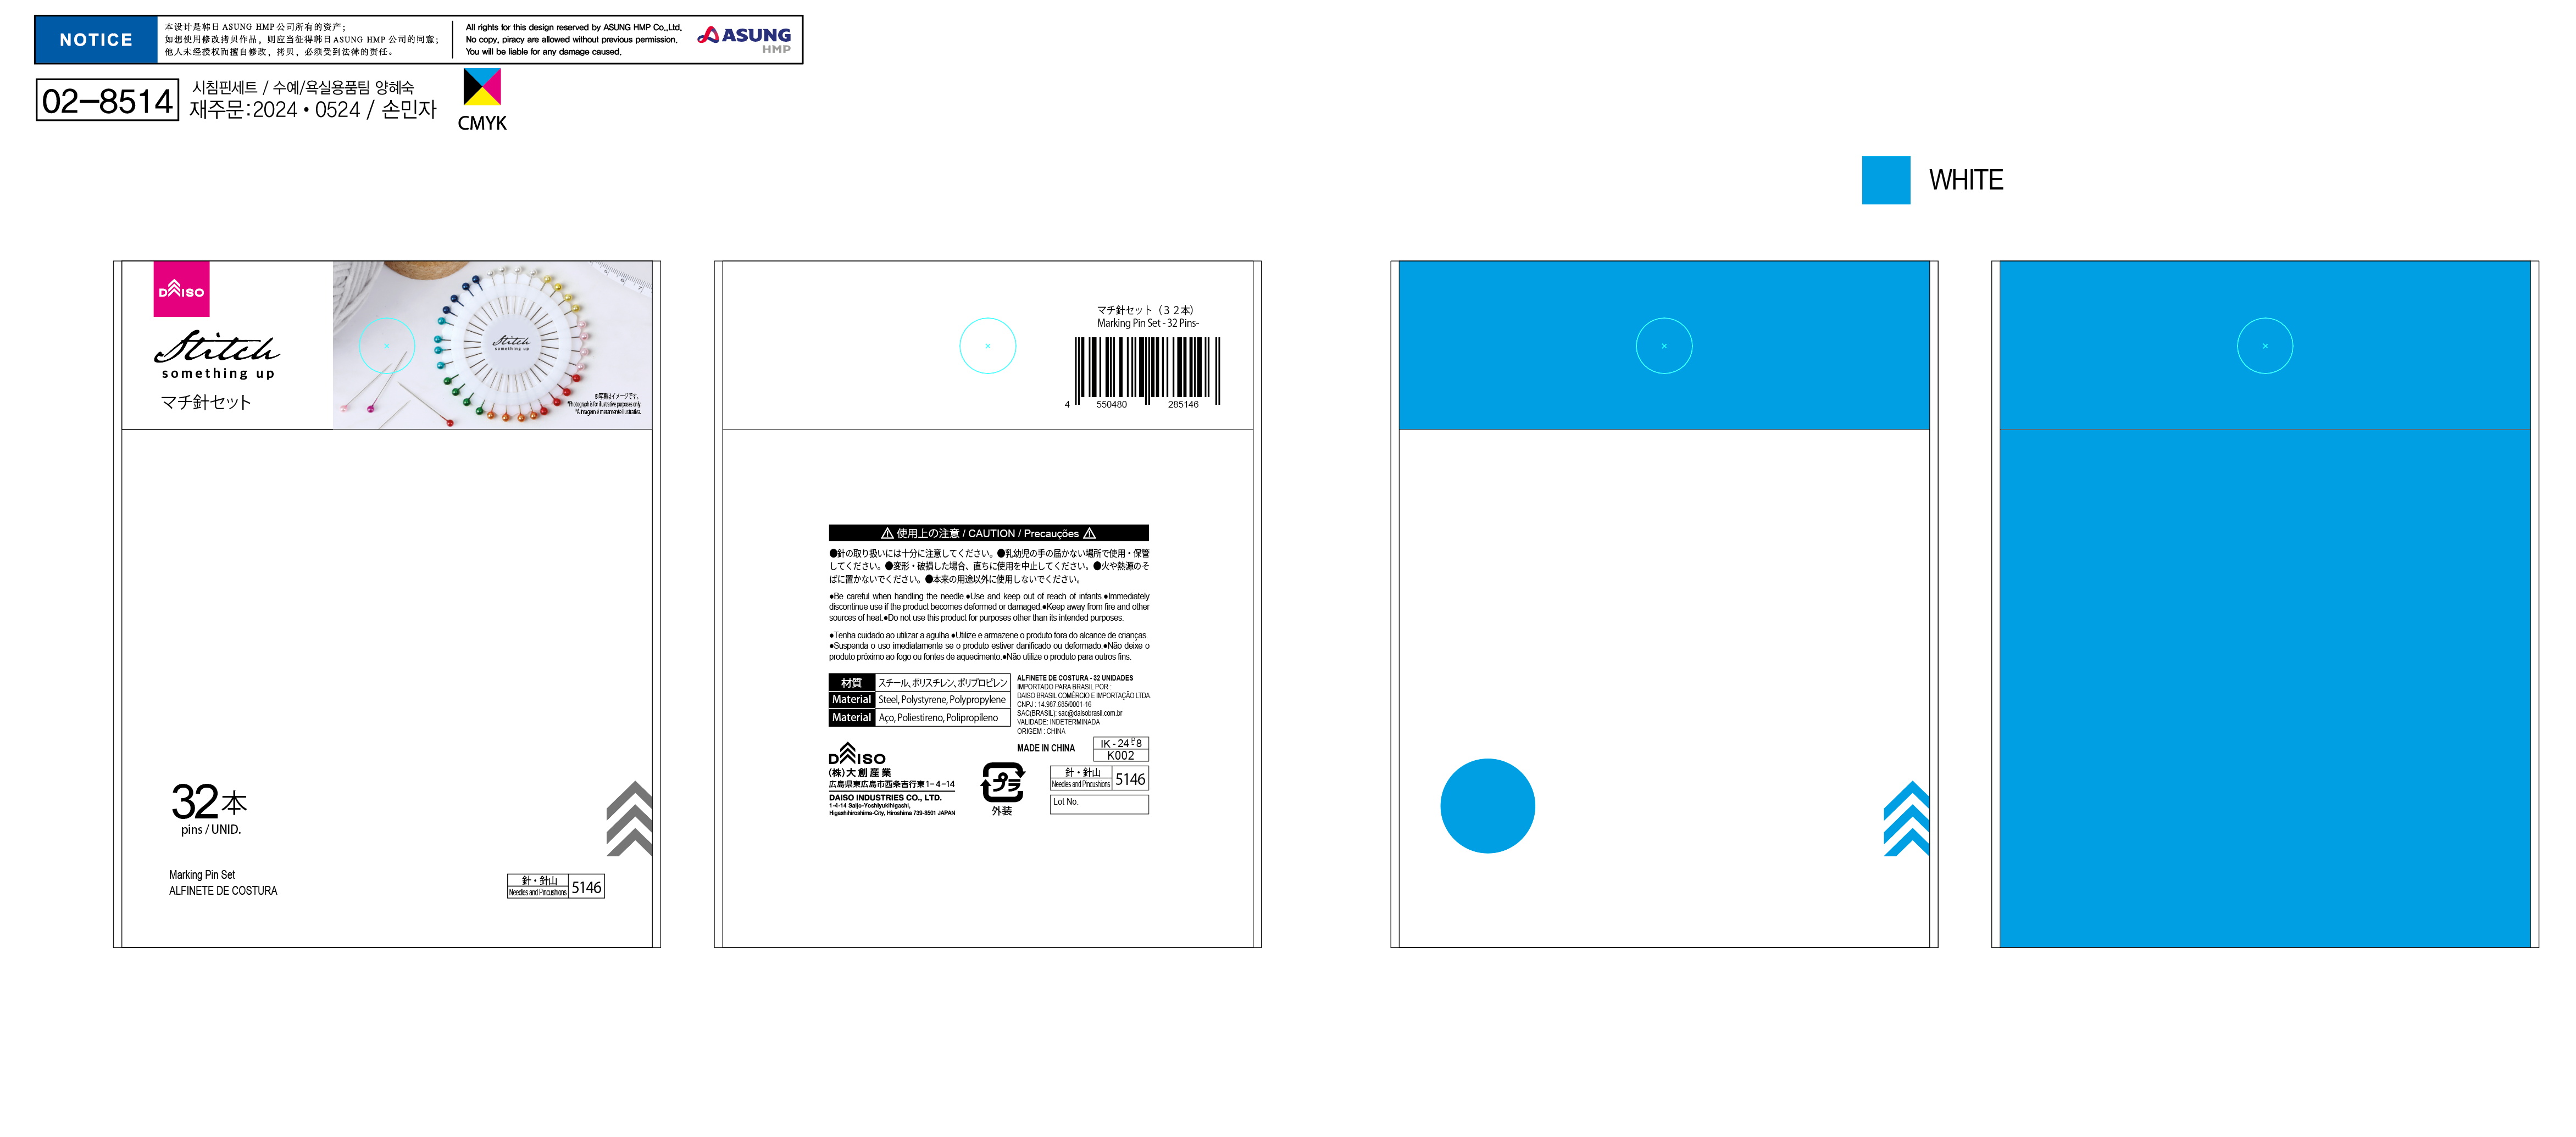 NOTICE
本设计是韩日 ASUNG HMP 公司所有的资产；
如想使用修改拷贝作品，则应当征得韩日 ASUNG HMP 公司的同意；
他人未经授权而擅自修改，拷贝，必须受到法律的责任。
All rights for this design reserved by ASUNG HMP Co.,Ltd.
No copy, piracy are allowed without previous permission.
You will be liable for any damage caused.
ASUNG
HMP
02-8514
시침핀세트 / 수예/욕실용품팀 양혜숙
재주문:2024 • 0524 / 손민자
CMYK
WHITE
DAISO
Stitch
something up
マチ針セット
Stitch
something up
※写真はイメージです。
*Photograph is for illustrative purposes only.
*A imagem é meramente ilustrativa.
32本
pins / UNID.
Marking Pin Set
ALFINETE DE COSTURA
針・針山
Needles and Pincushions
5146
マチ針セット（３２本）
Marking Pin Set - 32 Pins-
4 550480 285146
使用上の注意 / CAUTION / Precauções
●針の取り扱いには十分に注意してください。●乳幼児の手の届かない場所で使用・保管
してください。●変形・破損した場合、直ちに使用を中止してください。●火や熱源のそ
ばに置かないでください。●本来の用途以外に使用しないでください。
●Be careful when handling the needle.●Use and keep out of reach of infants.●Immediately
discontinue use if the product becomes deformed or damaged.●Keep away from fire and other
sources of heat.●Do not use this product for purposes other than its intended purposes.
●Tenha cuidado ao utilizar a agulha.●Utilize e armazene o produto fora do alcance de crianças.
●Suspenda o uso imediatamente se o produto estiver danificado ou deformado.●Não deixe o
produto próximo ao fogo ou fontes de aquecimento.●Não utilize o produto para outros fins.
材質 スチール、ポリスチレン、ポリプロピレン
Material Steel, Polystyrene, Polypropylene
Material Aço, Poliestireno, Polipropileno
ALFINETE DE COSTURA - 32 UNIDADES
IMPORTADO PARA BRASIL POR :
DAISO BRASIL COMÉRCIO E IMPORTAÇÃO LTDA.
CNPJ : 14.987.685/0001-16
SAC(BRASIL): sac@daisobrasil.com.br
VALIDADE: INDETERMINADA
ORIGEM : CHINA
MADE IN CHINA
IK - 24 8
K002
DAISO
(株)大創産業
広島県東広島市西条吉行東1-4-14
DAISO INDUSTRIES CO., LTD.
1-4-14 Saijo-Yoshiyukihigashi,
Higashihiroshima-City, Hiroshima 739-8501 JAPAN
プラ
外装
針・針山
Needles and Pincushions
5146
Lot No.